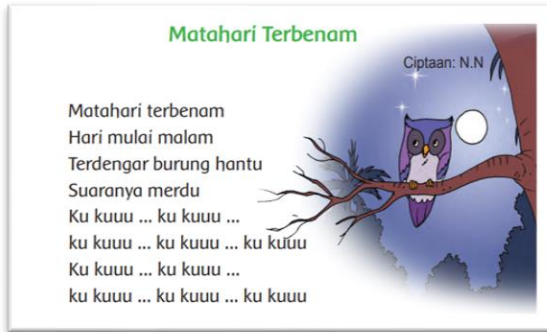 Matahari Terbenam
Ciptaan: N.N
Matahari terbenam
Hari mulai malam
Terdengar burung hantu
Suaranya merdu
Ku kuuu ... ku kuuu ...
ku kuuu ... ku kuuu ... ku kuuu
Ku kuuu ... ku kuuu ...
ku kuuu ... ku kuuu ... ku kuuu